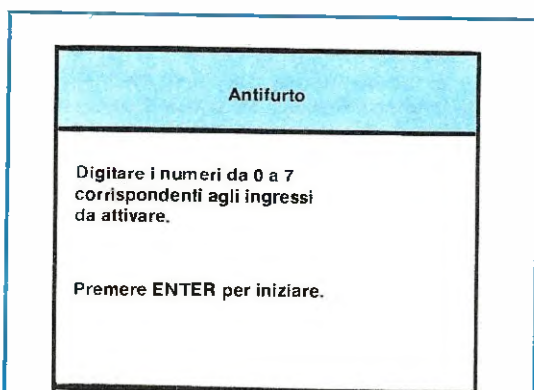 Antifurto
Digitare i numeri da 0 a 7
corrispondenti agli ingressi
da attivare.
Premere ENTER per iniziare.